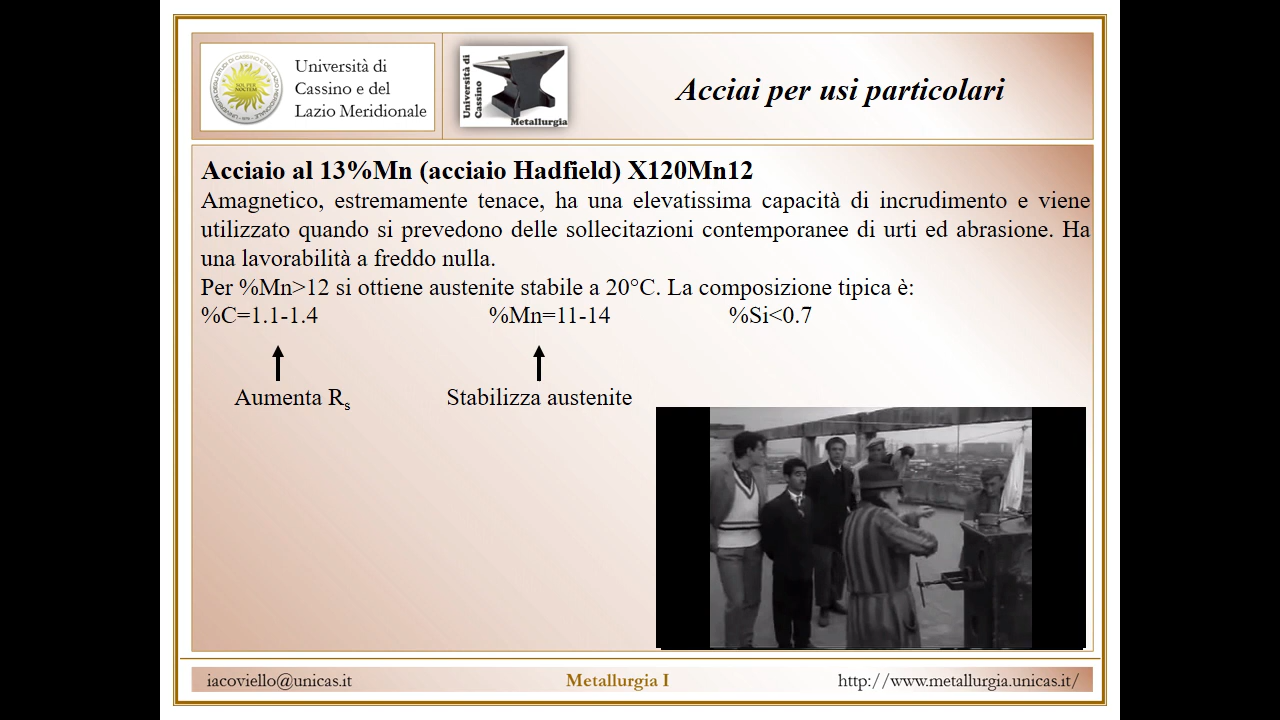 Università di
Cassino e del
Lazio Meridionale
Università di
Cassino
Metallurgia
Acciai per usi particolari
Acciaio al 13%Mn (acciaio Hadfield) X120Mn12
Amagnetico, estremamente tenace, ha una elevatissima capacità di incrudimento e viene
utilizzato quando si prevedono delle sollecitazioni contemporanee di urti ed abrasione. Ha
una lavorabilità a freddo nulla.
Per %Mn>12 si ottiene austenite stabile a 20°C. La composizione tipica è:
%C=1.1-1.4 %Mn=11-14 %Si<0.7
Aumenta Rs Stabilizza austenite
iacoviello@unicas.it Metallurgia I http://www.metallurgia.unicas.it/